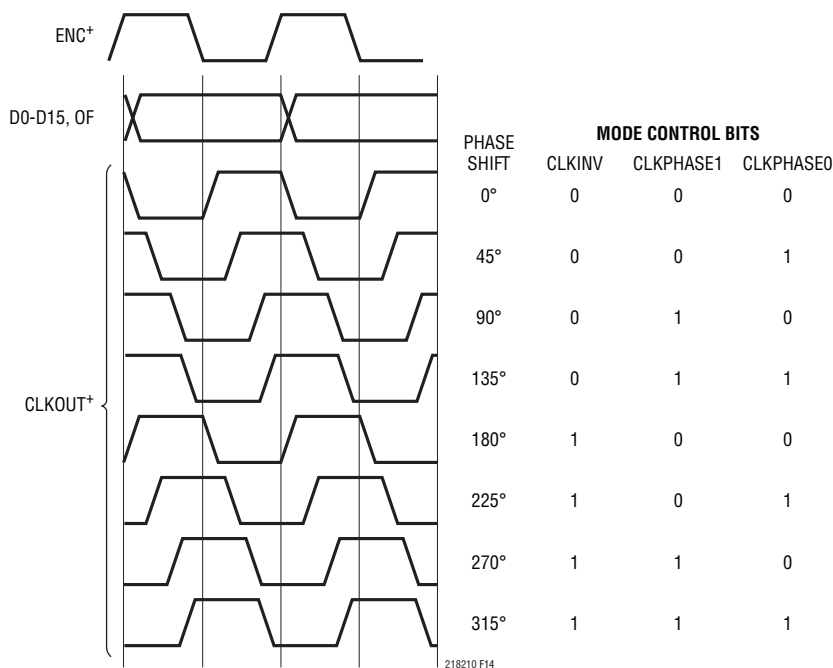 ENC+
D0-D15, OF
CLKOUT+
PHASE SHIFT
MODE CONTROL BITS
CLKINV CLKPHASE1 CLKPHASE0
0° 0 0 0
45° 0 0 1
90° 0 1 0
135° 0 1 1
180° 1 0 0
225° 1 0 1
270° 1 1 0
315° 1 1 1
218210 F14